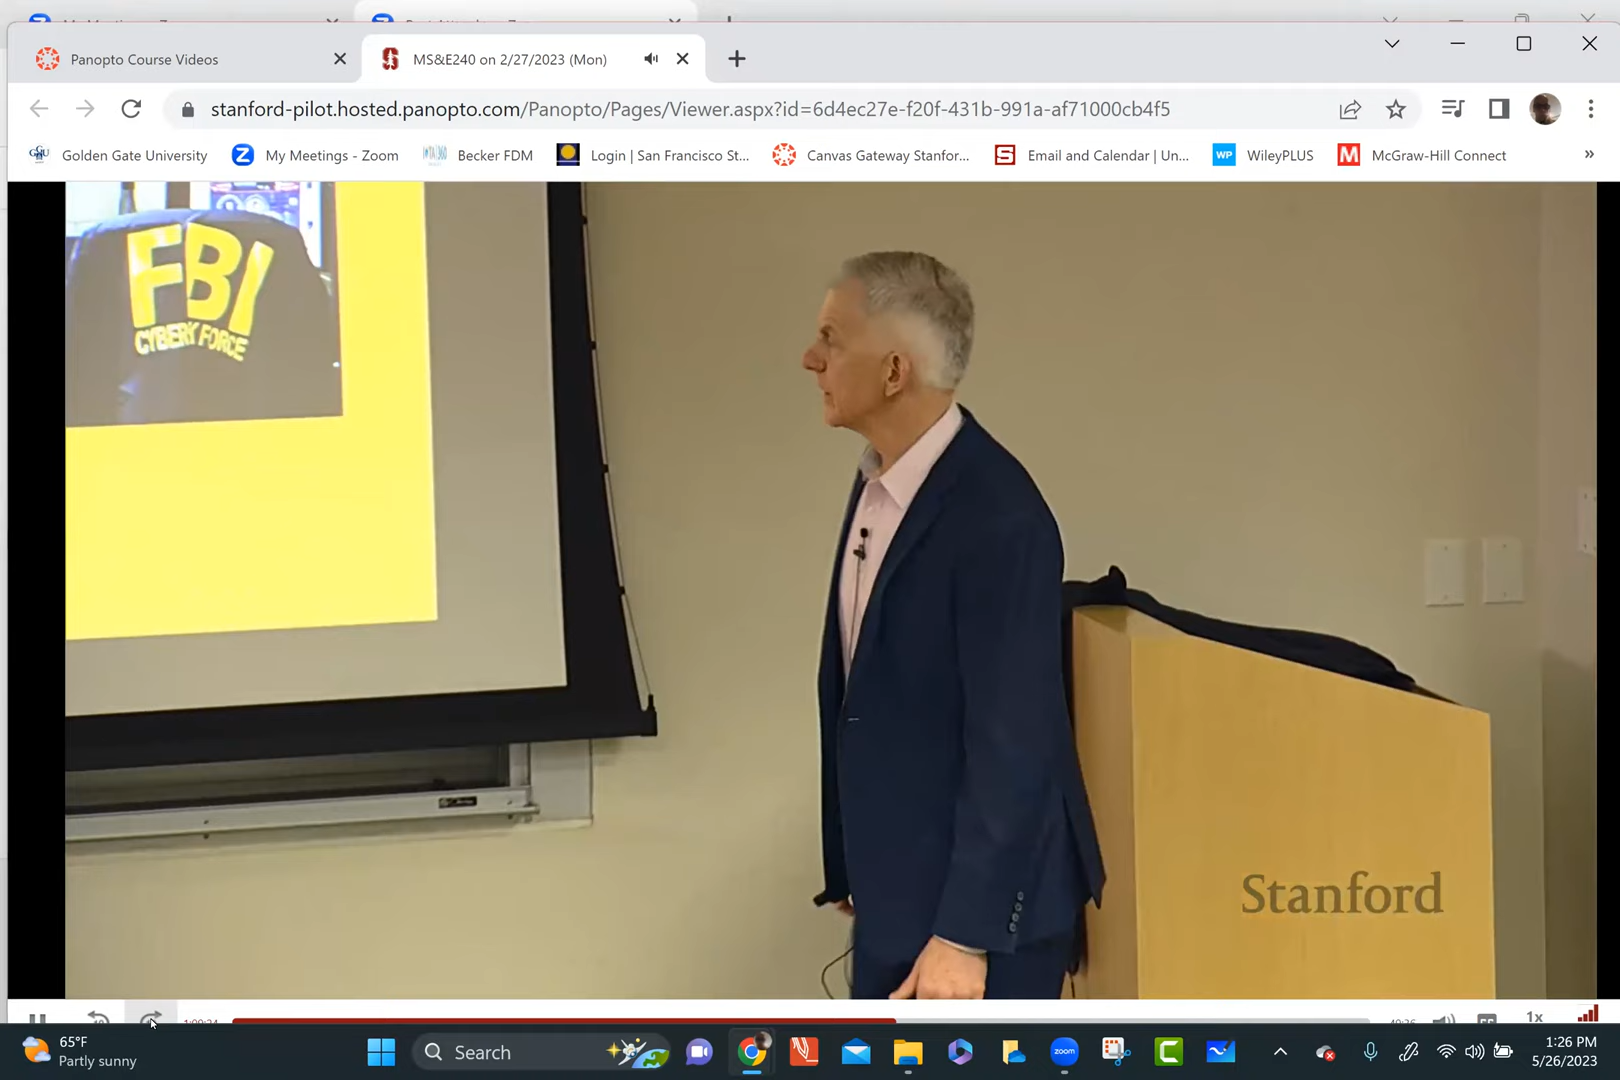 Panopto Course Videos
MS&E240 on 2/27/2023 (Mon)
stanford-pilot.hosted.panopto.com/Panopto/Pages/Viewer.aspx?id=6d4ec27e-f20f-431b-991a-af71000cb4f5
Golden Gate University
My Meetings - Zoom
Becker FDM
Login | San Francisco St...
Canvas Gateway Stanfor...
Email and Calendar | Un...
WP WileyPLUS
M McGraw-Hill Connect
FBI
FORCE
Stanford
1x
65°F
Partly sunny
Search
zoom
1:26 PM
5/26/2023